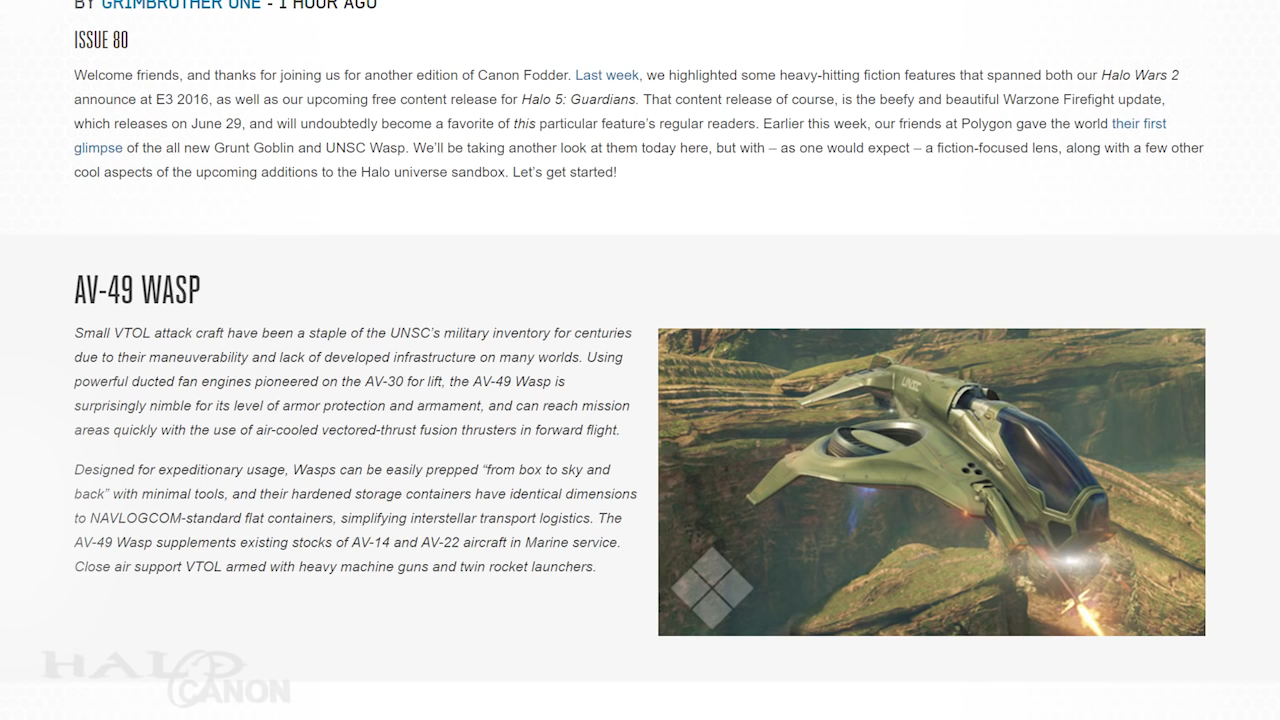 BY GRIMBROTHER ONE - 1 HOUR AGO
ISSUE 80
Welcome friends, and thanks for joining us for another edition of Canon Fodder. Last week, we highlighted some heavy-hitting fiction features that spanned both our Halo Wars 2
announce at E3 2016, as well as our upcoming free content release for Halo 5: Guardians. That content release of course, is the beefy and beautiful Warzone Firefight update,
which releases on June 29, and will undoubtedly become a favorite of this particular feature's regular readers. Earlier this week, our friends at Polygon gave the world their first
glimpse of the all new Grunt Goblin and UNSC Wasp. We'll be taking another look at them today here, but with – as one would expect – a fiction-focused lens, along with a few other
cool aspects of the upcoming additions to the Halo universe sandbox. Let's get started!
AV-49 WASP
Small VTOL attack craft have been a staple of the UNSC's military inventory for centuries
due to their maneuverability and lack of developed infrastructure on many worlds. Using
powerful ducted fan engines pioneered on the AV-30 for lift, the AV-49 Wasp is
surprisingly nimble for its level of armor protection and armament, and can reach mission
areas quickly with the use of air-cooled vectored-thrust fusion thrusters in forward flight.
Designed for expeditionary usage, Wasps can be easily prepped “from box to sky and
back” with minimal tools, and their hardened storage containers have identical dimensions
to NAVLOGCOM-standard flat containers, simplifying interstellar transport logistics. The
AV-49 Wasp supplements existing stocks of AV-14 and AV-22 aircraft in Marine service.
Close air support VTOL armed with heavy machine guns and twin rocket launchers.
UNSC
HALO
CANON